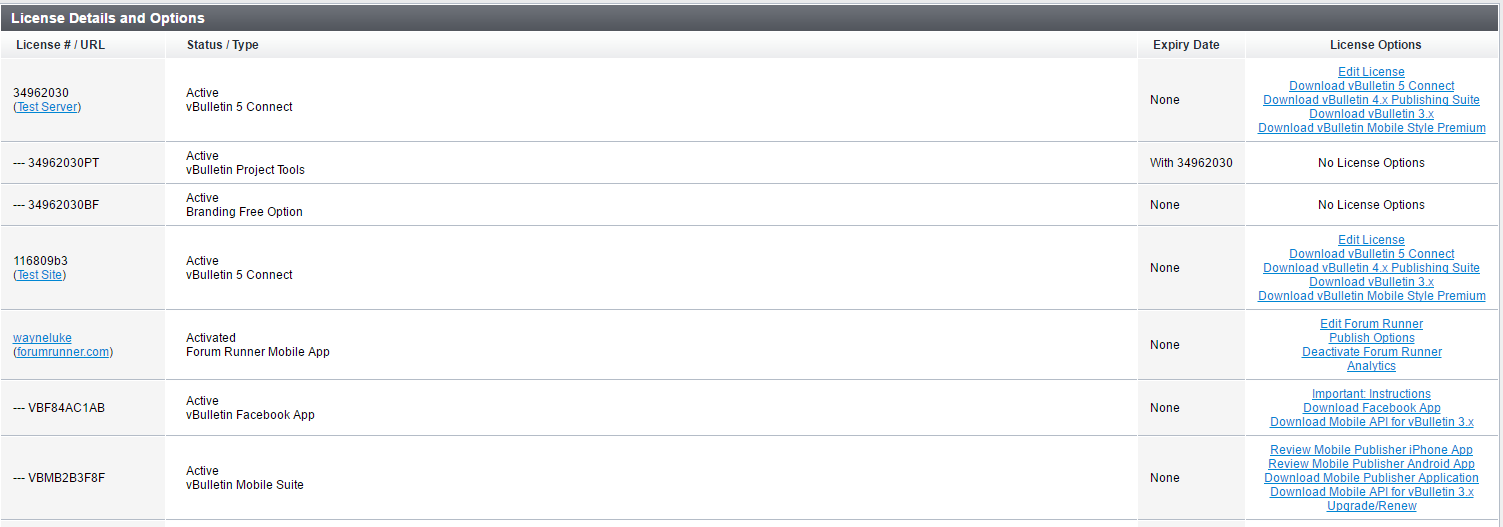 License Details and Options
License # / URL Status / Type Expiry Date License Options
34962030
(Test Server)
Active
vBulletin 5 Connect
None
Edit License
Download vBulletin 5 Connect
Download vBulletin 4.x Publishing Suite
Download vBulletin 3.x
Download vBulletin Mobile Style Premium
--- 34962030PT
Active
vBulletin Project Tools
With 34962030
No License Options
--- 34962030BF
Active
Branding Free Option
None
No License Options
116809b3
(Test Site)
Active
vBulletin 5 Connect
None
Edit License
Download vBulletin 5 Connect
Download vBulletin 4.x Publishing Suite
Download vBulletin 3.x
Download vBulletin Mobile Style Premium
wayneluke
(forumrunner.com)
Activated
Forum Runner Mobile App
None
Edit Forum Runner
Publish Options
Deactivate Forum Runner
Analytics
--- VBF84AC1AB
Active
vBulletin Facebook App
None
Important: Instructions
Download Facebook App
Download Mobile API for vBulletin 3.x
--- VBMB2B3F8F
Active
vBulletin Mobile Suite
None
Review Mobile Publisher iPhone App
Review Mobile Publisher Android App
Download Mobile Publisher Application
Download Mobile API for vBulletin 3.x
Upgrade/Renew